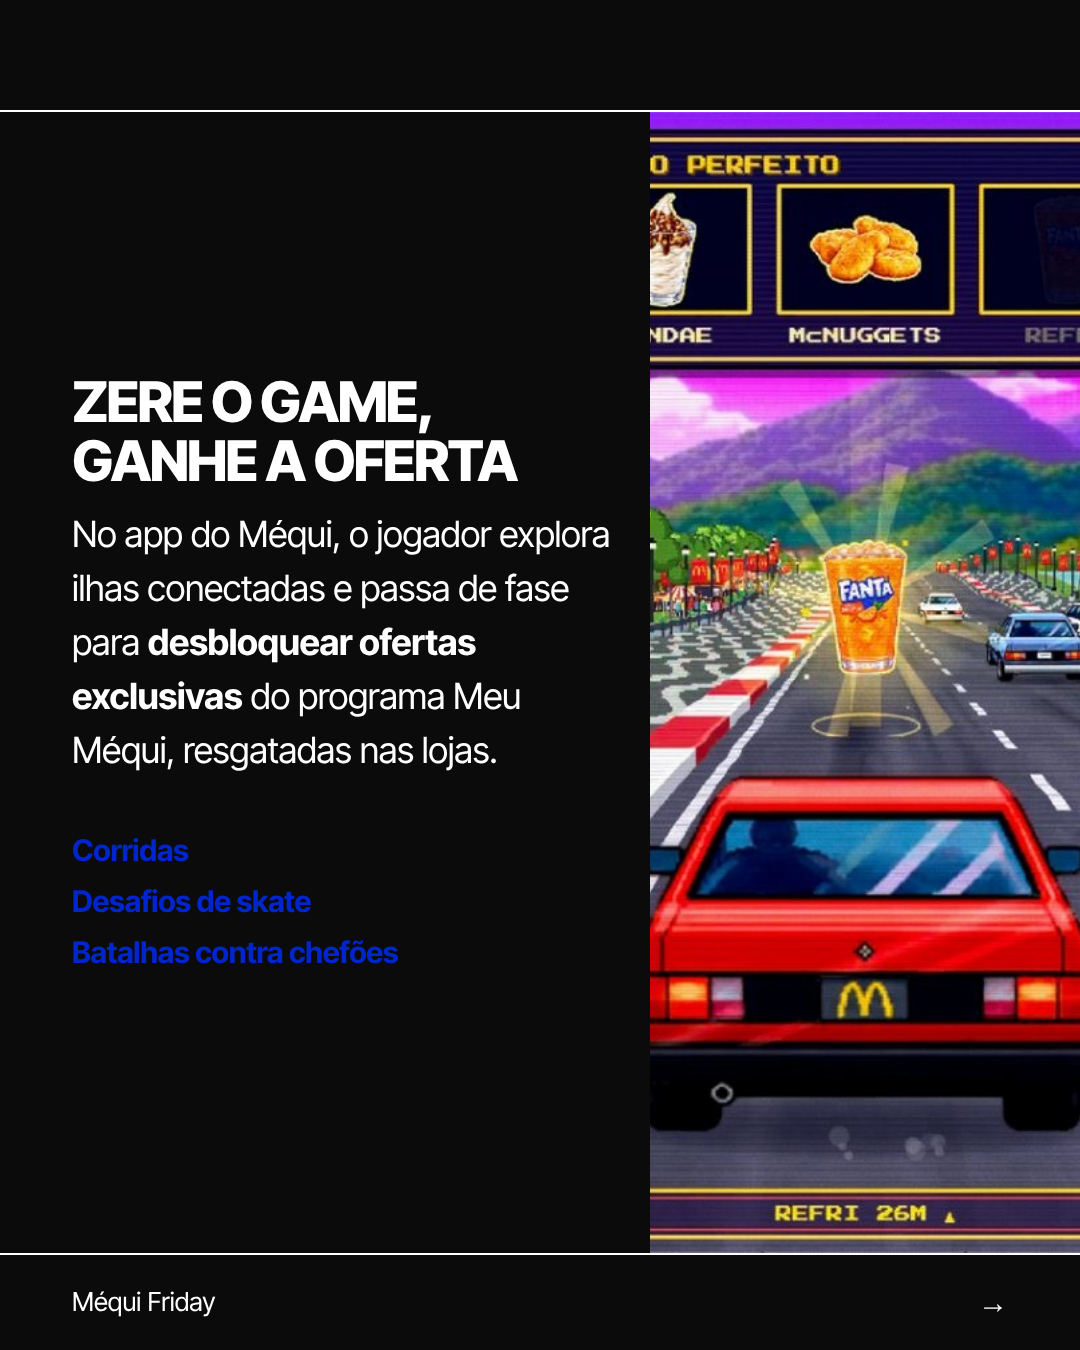 O PERFEITO
NDAE
McNUGGETS
REF
FANTA
ZERE O GAME,
GANHE A OFERTA
No app do Méqui, o jogador explora
ilhas conectadas e passa de fase
para desbloquear ofertas
exclusivas do programa Meu
Méqui, resgatadas nas lojas.
Corridas
Desafios de skate
Batalhas contra chefões
REFRI 26M ▲
Méqui Friday
→